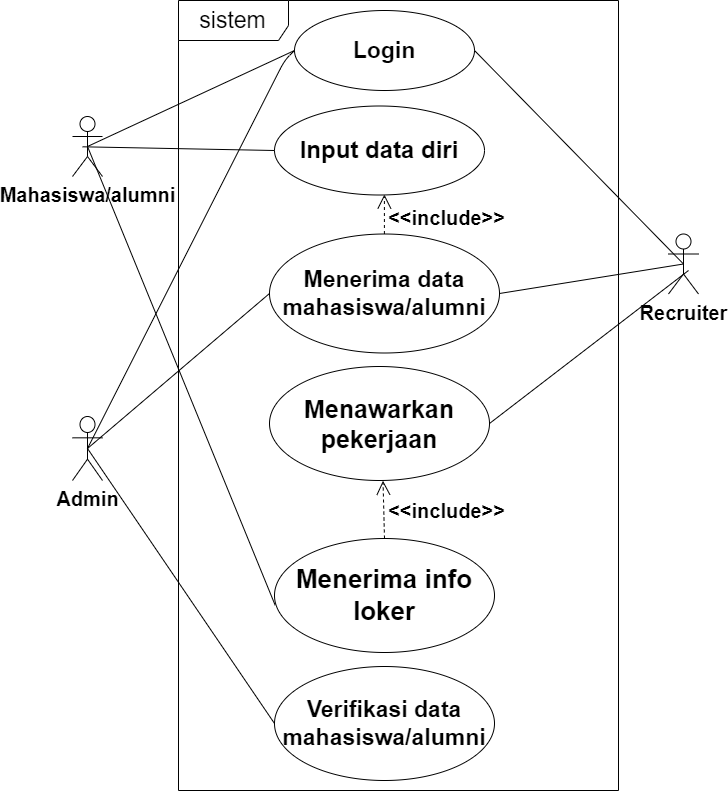 sistem
Login
Input data diri
Mahasiswa/alumni
<<include>>
Menerima data
mahasiswa/alumni
Recruiter
Menawarkan
pekerjaan
Admin
<<include>>
Menerima info
loker
Verifikasi data
mahasiswa/alumni